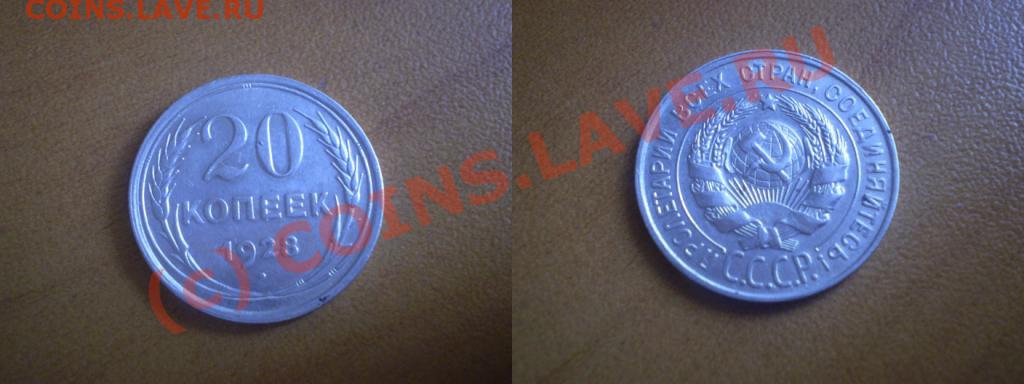 COINS.LAVE.RU
20
КОПЕЕК
1928
(c) COINS.LAVE.RU
ПРОЛЕТАРИИ ВСЕХ СТРАН, СОЕДИНЯЙТЕСЬ!
С.С.С.Р.